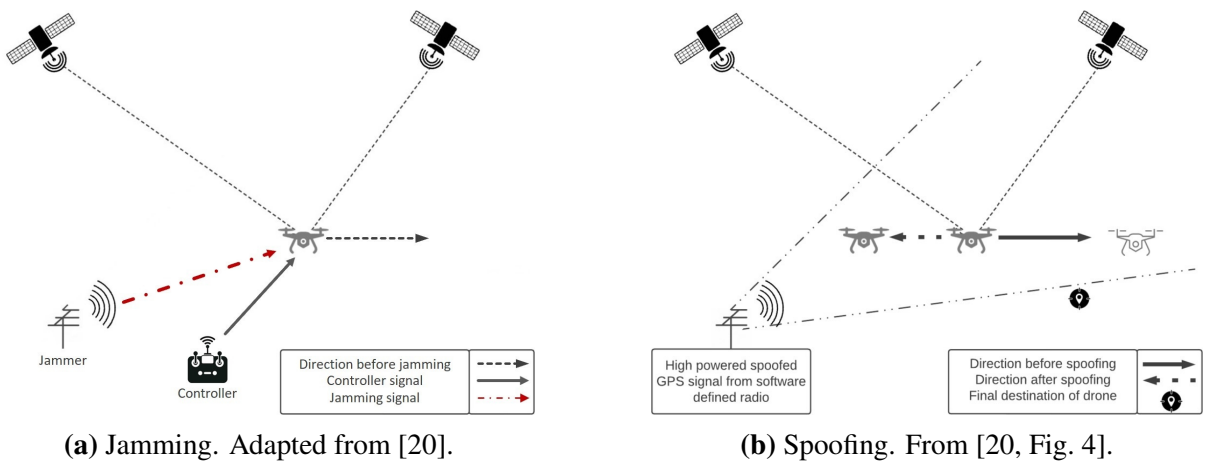 Jammer
Controller
Direction before jamming
Controller signal
Jamming signal
(a) Jamming. Adapted from [20].
High powered spoofed
GPS signal from software
defined radio
Direction before spoofing
Direction after spoofing
Final destination of drone
(b) Spoofing. From [20, Fig. 4].